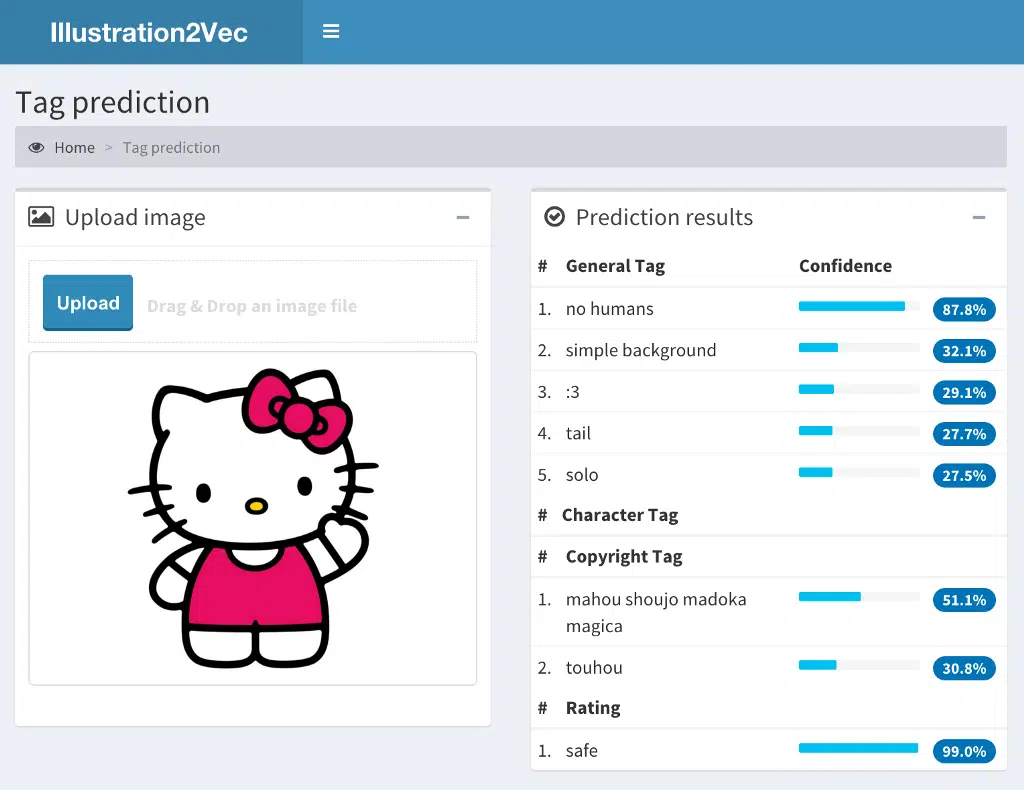 Illustration2Vec
Tag prediction
Home > Tag prediction
Upload image
Upload Drag & Drop an image file
Prediction results
# General Tag Confidence
1. no humans 87.8%
2. simple background 32.1%
3. :3 29.1%
4. tail 27.7%
5. solo 27.5%
# Character Tag
# Copyright Tag
1. mahou shoujo madoka 51.1%
magica
2. touhou 30.8%
# Rating
1. safe 99.0%